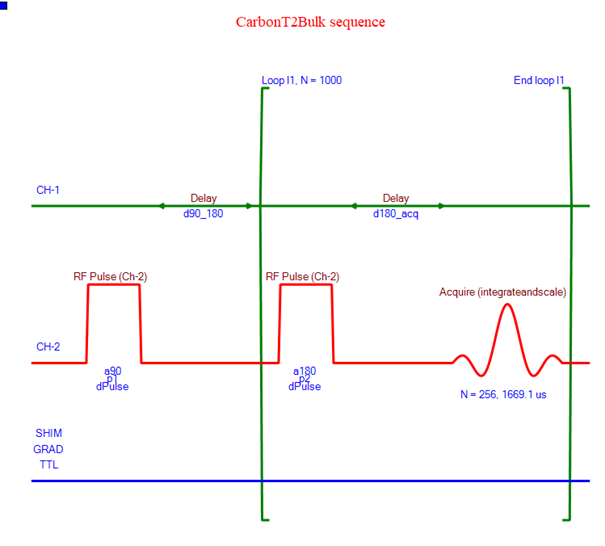 CarbonT2Bulk sequence
Loop l1, N = 1000
End loop l1
CH-1
Delay
d90_180
Delay
d180_acq
RF Pulse (Ch-2)
RF Pulse (Ch-2)
Acquire (integrateandscale)
CH-2
a90
p1
dPulse
a180
p2
dPulse
N = 256, 1669.1 us
SHIM
GRAD
TTL